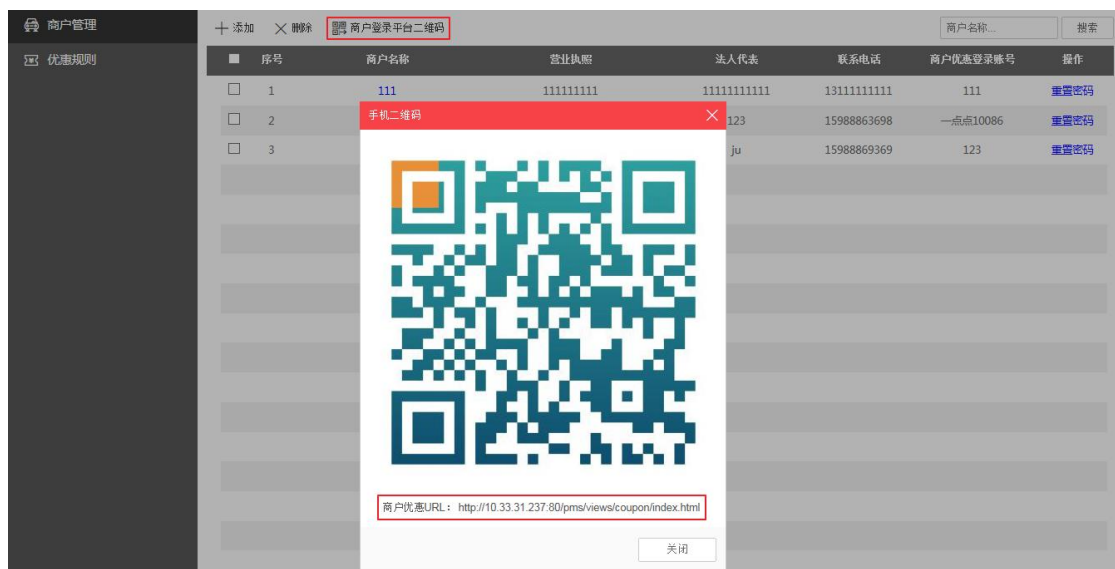 商户管理
优惠规则
添加 删除 商户登录平台二维码 商户名称... 搜索
序号 商户名称 营业执照 法人代表 联系电话 商户优惠登录账号 操作
1 111 111111111 11111111111 13111111111 111 重置密码
手机二维码
2 123 15988863698 一点点10086 重置密码
3 ju 15988869369 123 重置密码
商户优惠URL: http://10.33.31.237:80/pms/views/coupon/index.html
关闭